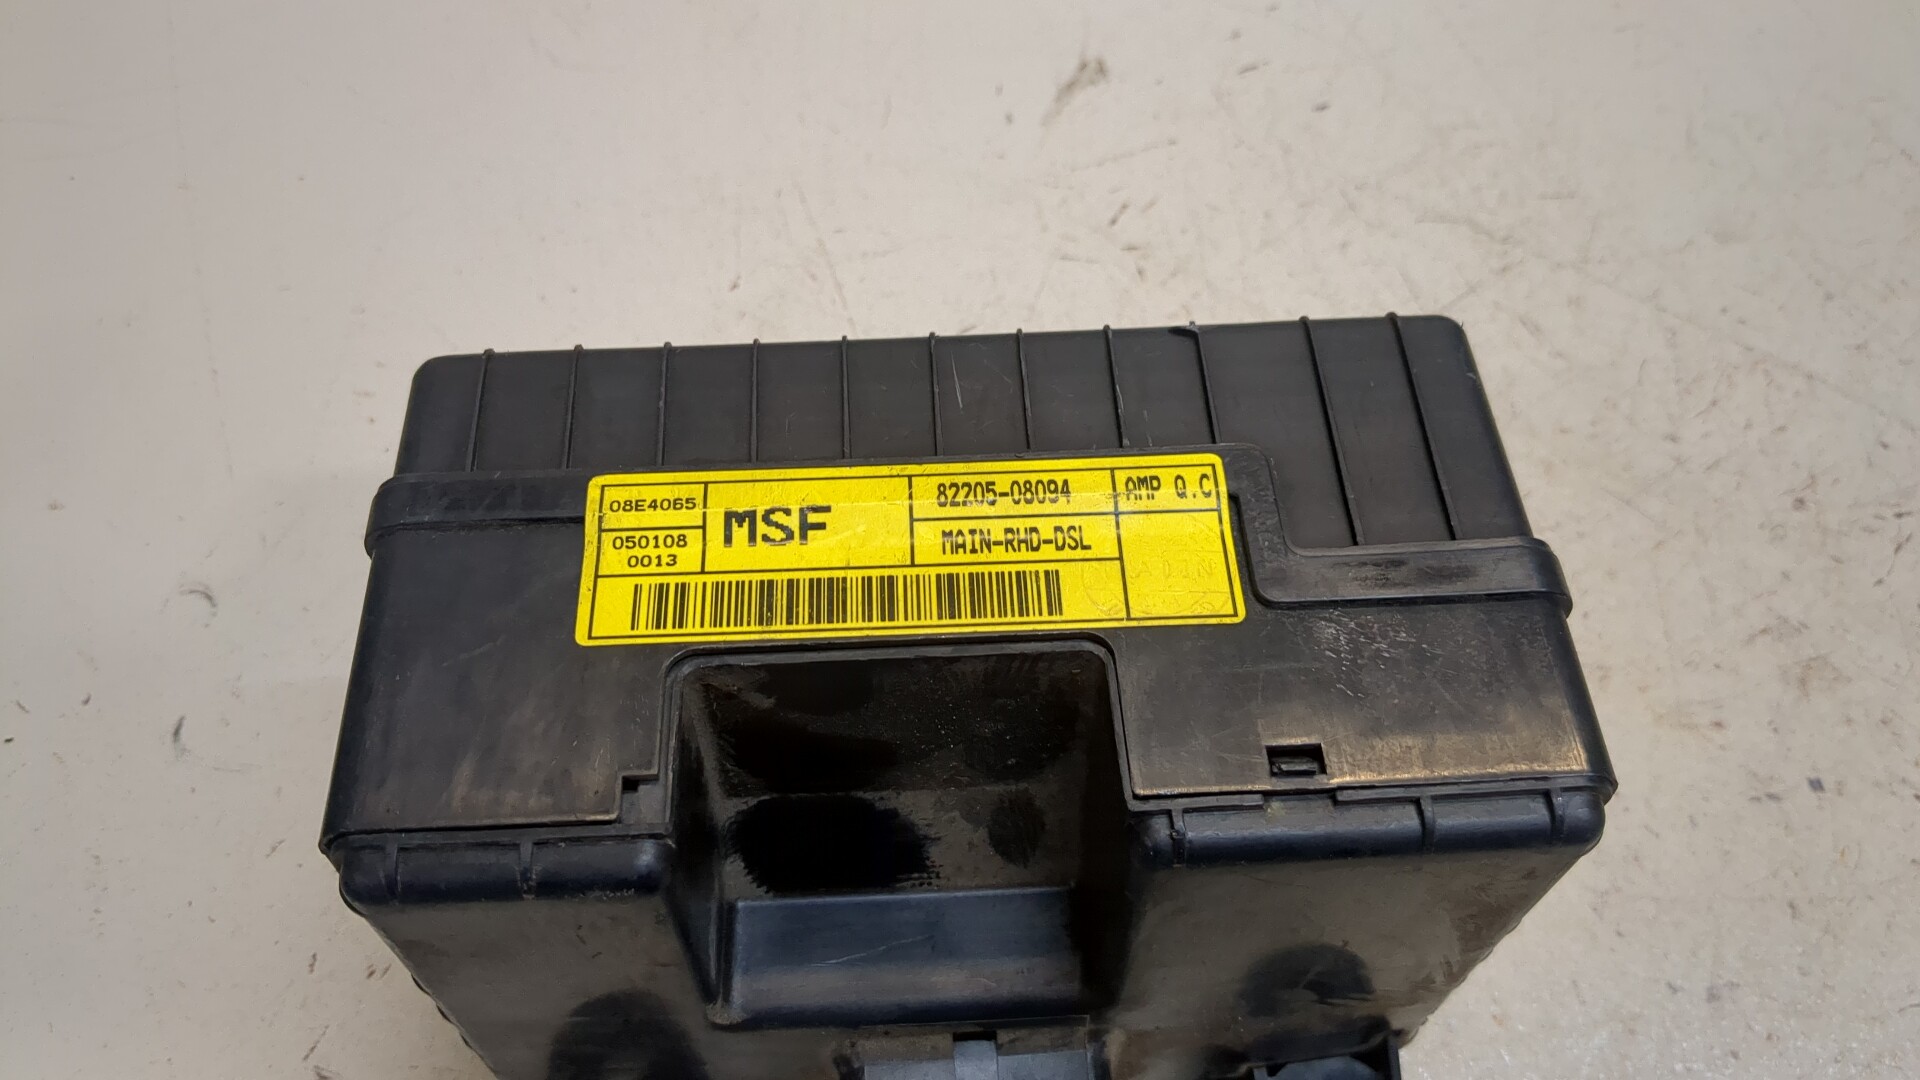 08E4065
050108
0013
MSF
82205-08094
MAIN-RHD-DSL
AMP Q.C